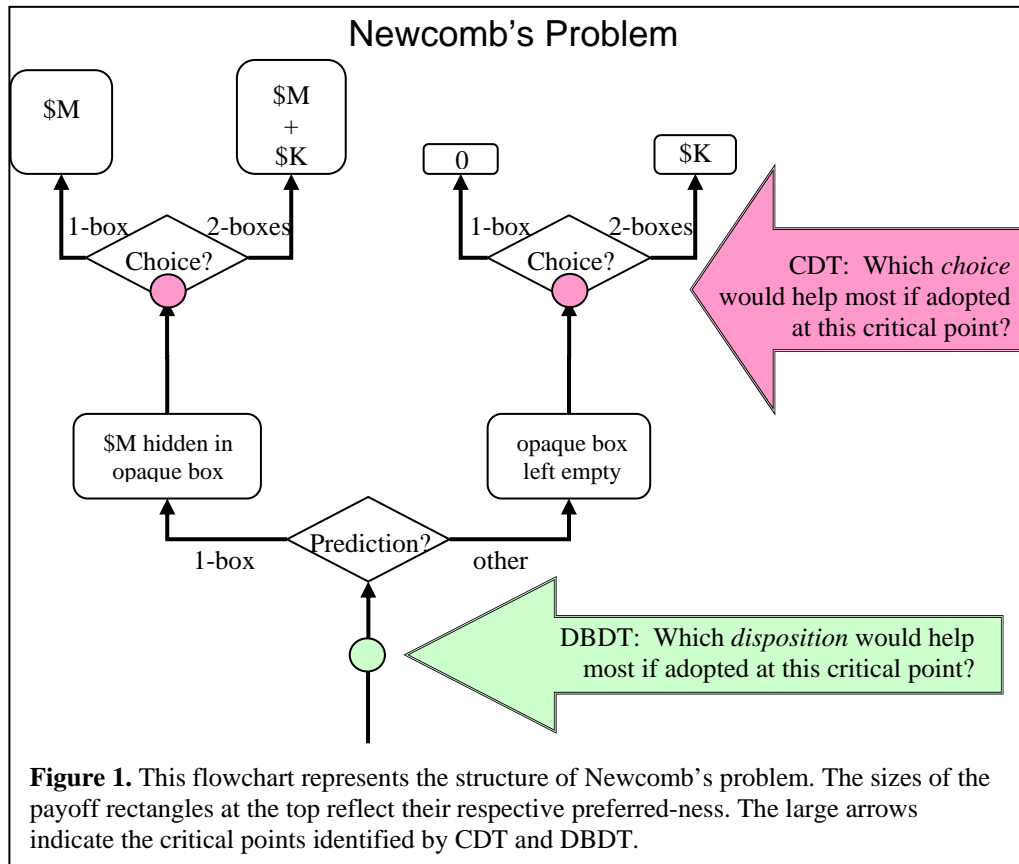 Newcomb's Problem
$M
$M
+
$K
0
$K
1-box
2-boxes
1-box
2-boxes
Choice?
Choice?
CDT: Which choice
would help most if adopted
at this critical point?
$M hidden in
opaque box
opaque box
left empty
Prediction?
1-box
other
DBDT: Which disposition would help
most if adopted at this critical point?
Figure 1. This flowchart represents the structure of Newcomb's problem. The sizes of the
payoff rectangles at the top reflect their respective preferred-ness. The large arrows
indicate the critical points identified by CDT and DBDT.